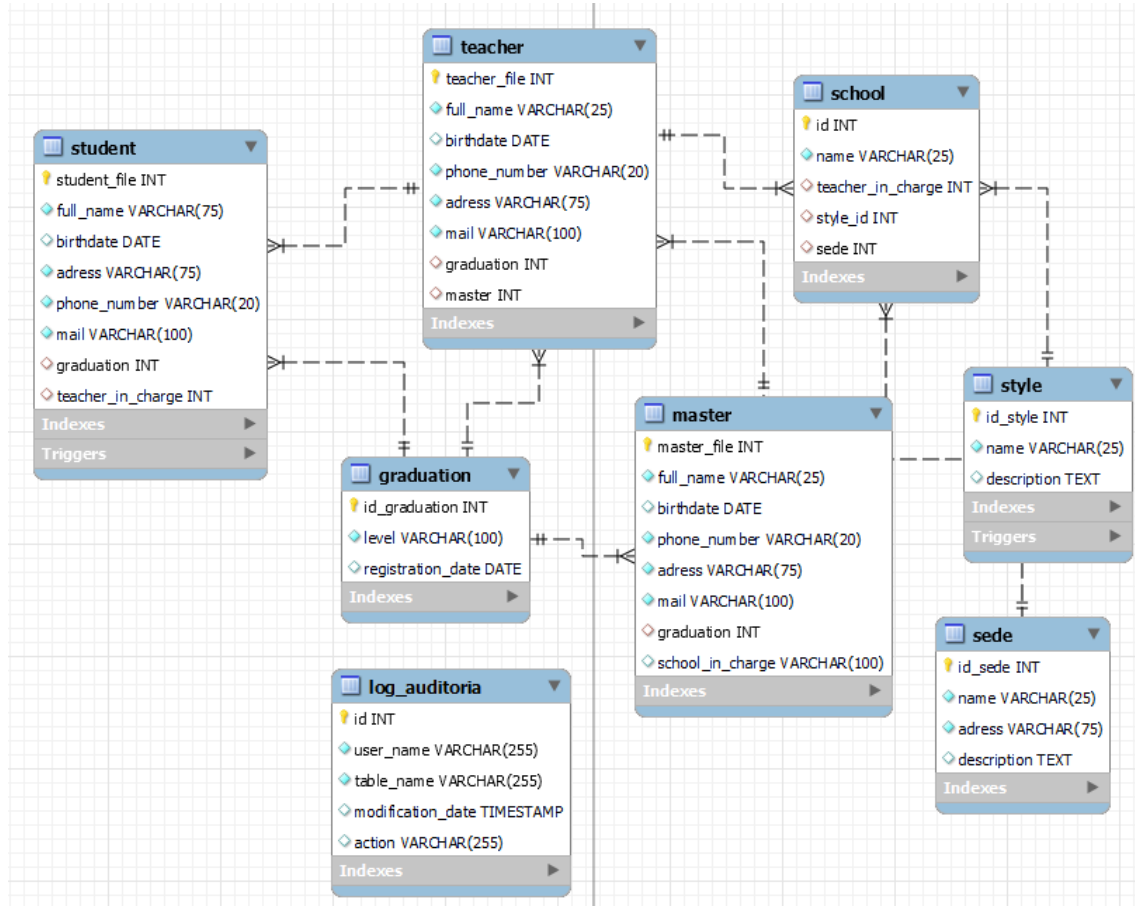 teacher
teacher_file INT
full_name VARCHAR(25)
birthdate DATE
phone_number VARCHAR(20)
adress VARCHAR(75)
mail VARCHAR(100)
graduation INT
master INT
Indexes
school
id INT
name VARCHAR(25)
teacher_in_charge INT
style_id INT
sede INT
Indexes
student
student_file INT
full_name VARCHAR(75)
birthdate DATE
adress VARCHAR(75)
phone_number VARCHAR(20)
mail VARCHAR(100)
graduation INT
teacher_in_charge INT
Indexes
Triggers
style
id_style INT
name VARCHAR(25)
description TEXT
Indexes
Triggers
master
master_file INT
full_name VARCHAR(25)
birthdate DATE
phone_number VARCHAR(20)
adress VARCHAR(75)
mail VARCHAR(100)
graduation INT
school_in_charge VARCHAR(100)
Indexes
graduation
id_graduation INT
level VARCHAR(100)
registration_date DATE
Indexes
sede
id_sede INT
name VARCHAR(25)
adress VARCHAR(75)
description TEXT
Indexes
log_auditoria
id INT
user_name VARCHAR(255)
table_name VARCHAR(255)
modification_date TIMESTAMP
action VARCHAR(255)
Indexes